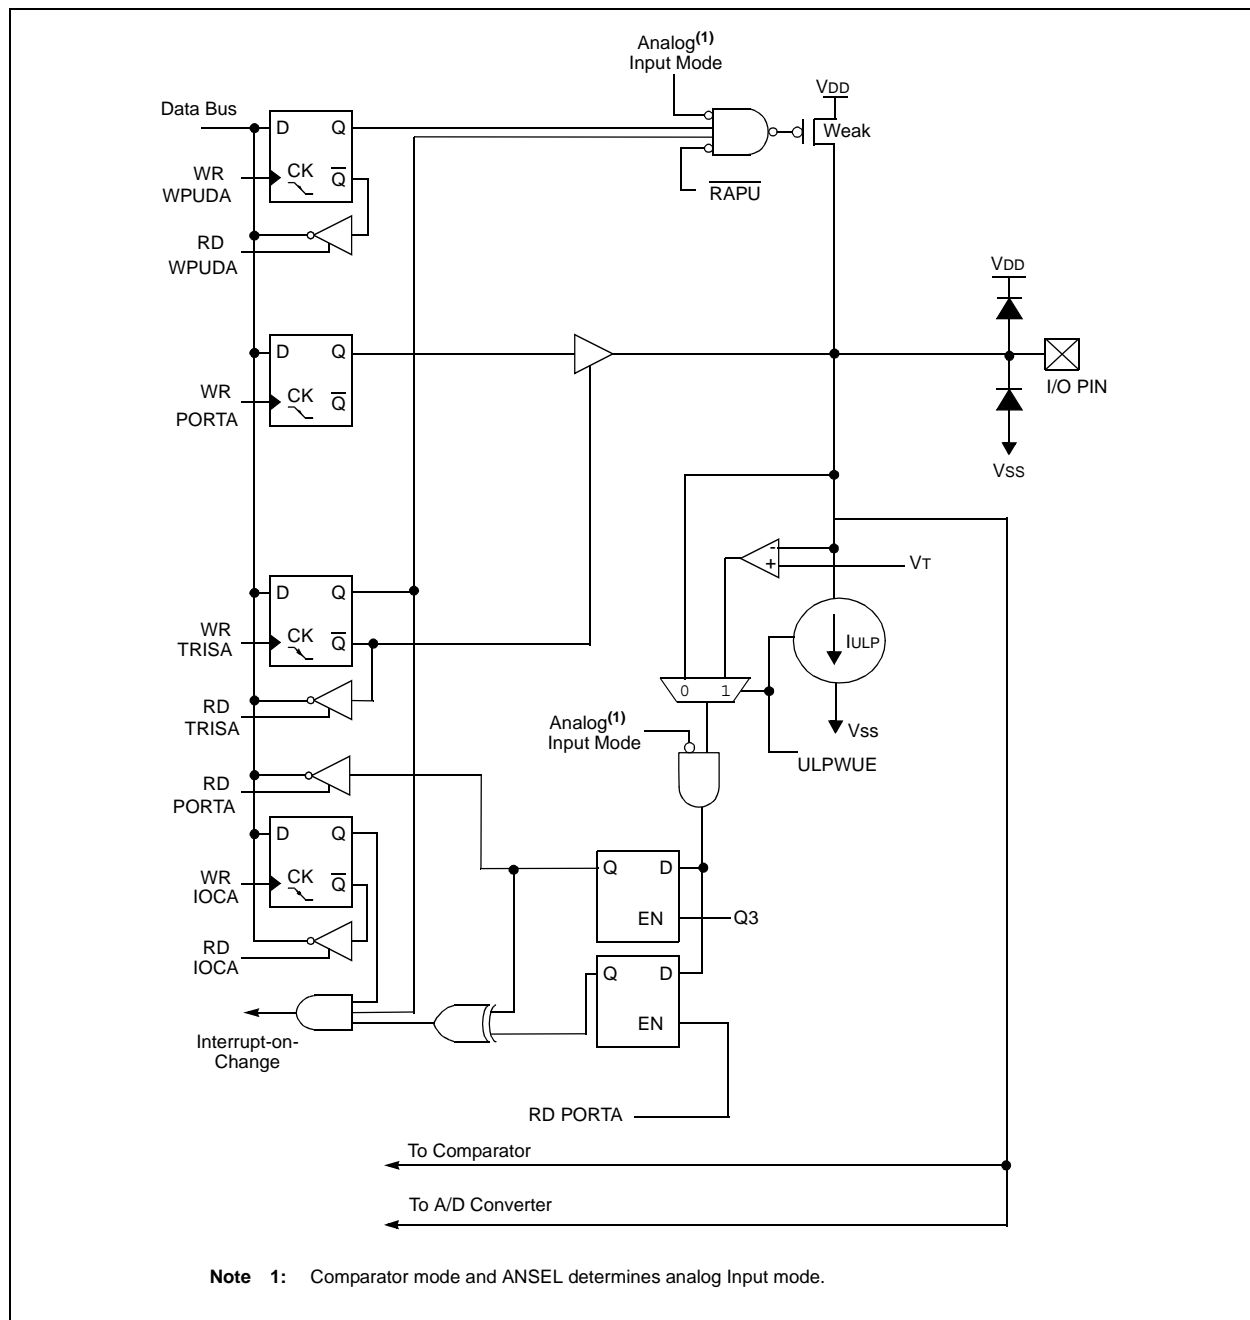 Analog(1)
Input Mode
VDD
Data Bus
D Q
Weak
WR
WPUDA
CK Q
RAPU
RD
WPUDA
VDD
D Q
WR
PORTA
CK Q
I/O PIN
VSS
-
+
VT
D Q
WR
TRISA
CK Q
IULP
0 1
RD
TRISA
Analog(1)
Input Mode
VSS
ULPWUE
RD
PORTA
D Q
WR
IOCA
CK Q
Q D
EN
Q3
RD
IOCA
Q D
EN
Interrupt-on-
Change
RD PORTA
To Comparator
To A/D Converter
Note 1: Comparator mode and ANSEL determines analog Input mode.